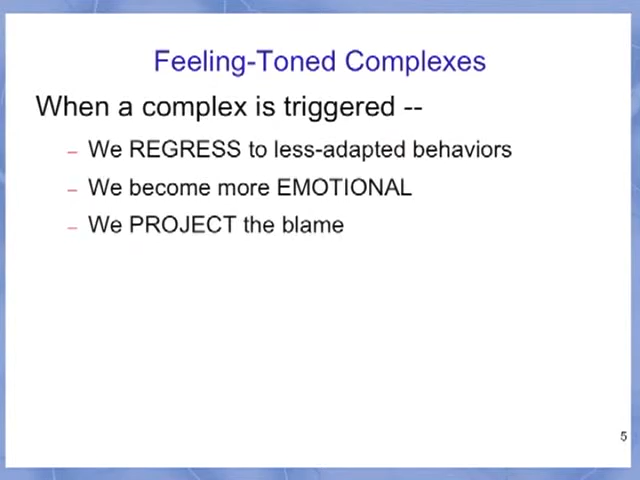 Feeling-Toned Complexes
When a complex is triggered --
– We REGRESS to less-adapted behaviors
– We become more EMOTIONAL
– We PROJECT the blame
5